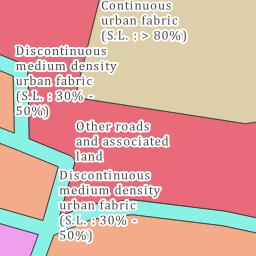 Continuous
urban fabric
(S.L. : > 80%)
Discontinuous
medium density
urban fabric
(S.L. : 30% -
50%)
Other roads
and associated
land
Discontinuous
medium density
urban fabric
(S.L. : 30% -
50%)